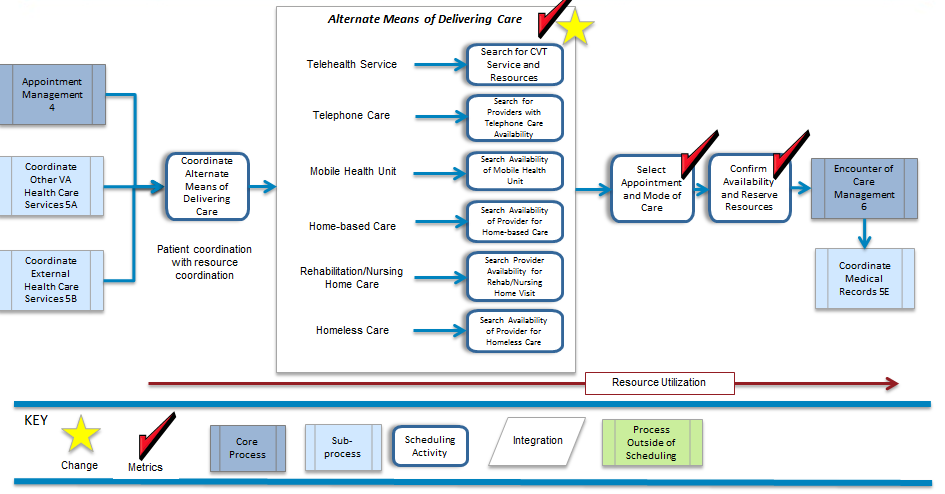 Alternate Means of Delivering Care
Appointment
Management
4
Coordinate
Other VA
Health Care
Services 5A
Coordinate
External
Health Care
Services 5B
Coordinate
Alternate
Means of
Delivering
Care
Patient coordination
with resource
coordination
Telehealth Service
Search for CVT
Service and
Resources
Telephone Care
Search for
Providers with
Telephone Care
Availability
Mobile Health Unit
Search Availability
of Mobile Health
Unit
Home-based Care
Search Availability
of Provider for
Home-based Care
Rehabilitation/Nursing
Home Care
Search Provider
Availability for
Rehab/Nursing
Home Visit
Homeless Care
Search Availability
of Provider for
Homeless Care
Select
Appointment
and Mode of
Care
Confirm
Availability
and Reserve
Resources
Encounter of
Care
Management
6
Coordinate
Medical
Records 5E
Resource Utilization
KEY
Change
Metrics
Core
Process
Sub-
process
Scheduling
Activity
Integration
Process
Outside of
Scheduling